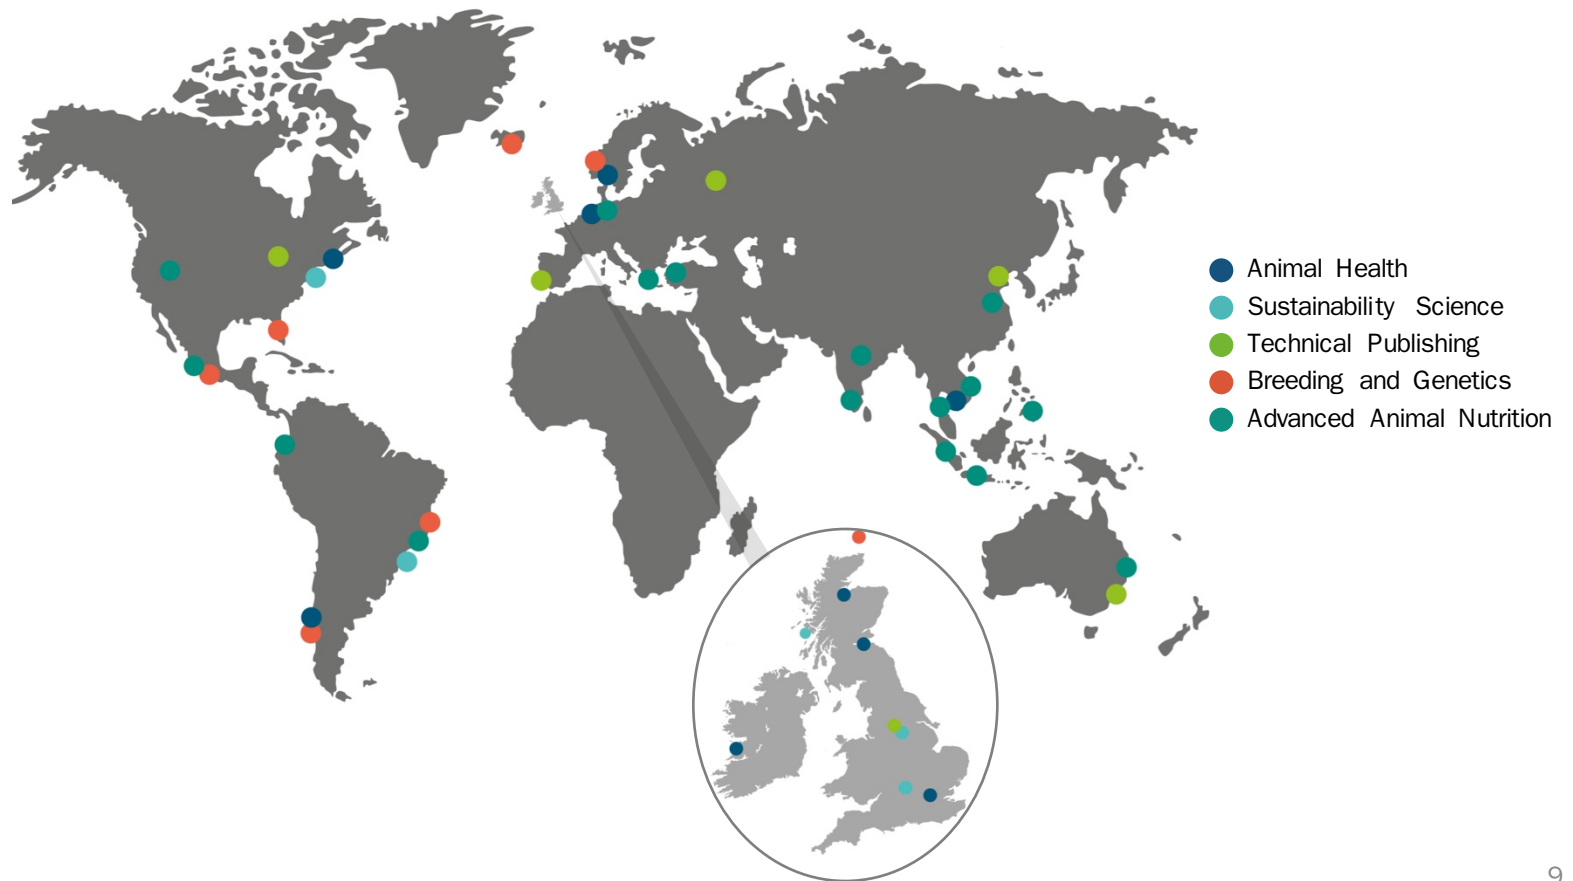 Animal Health
Sustainability Science
Technical Publishing
Breeding and Genetics
Advanced Animal Nutrition
9